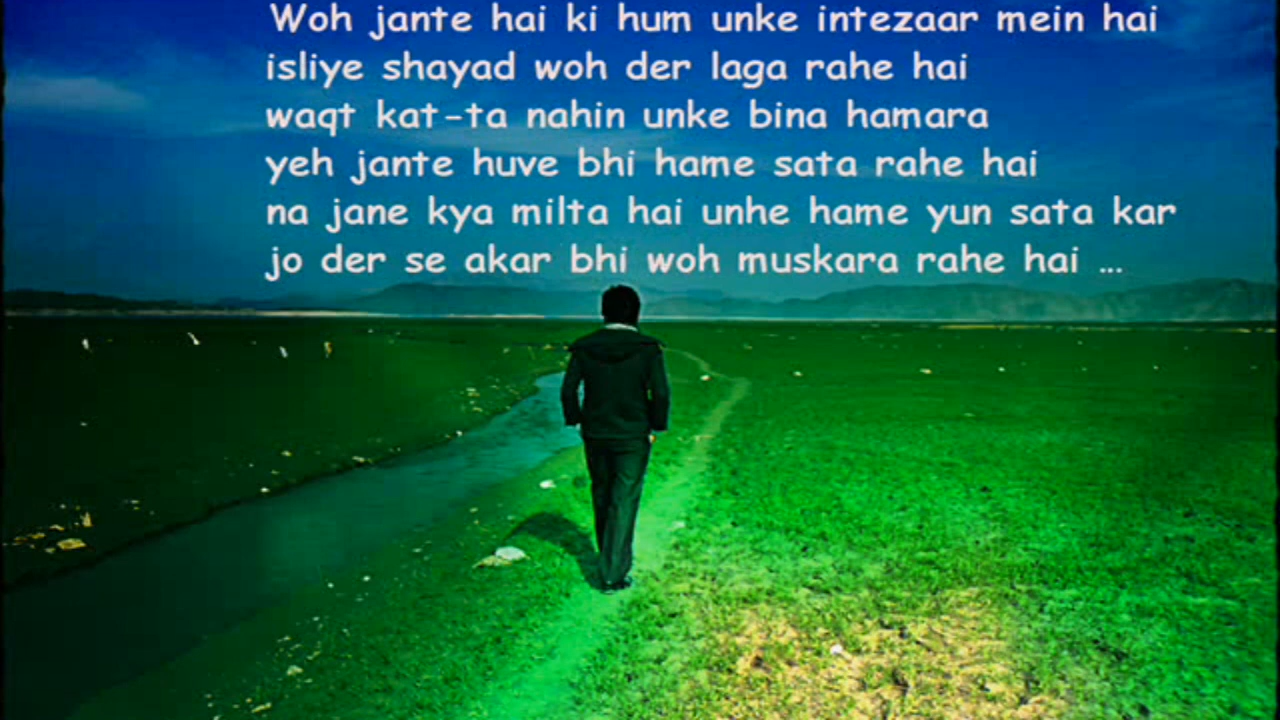 Woh jante hai ki hum unke intezaar mein hai
isliye shayad woh der laga rahe hai
waqt kat-ta nahin unke bina hamara
yeh jante huve bhi hame sata rahe hai
na jane kya milta hai unhe hame yun sata kar
jo der se akar bhi woh muskara rahe hai ...